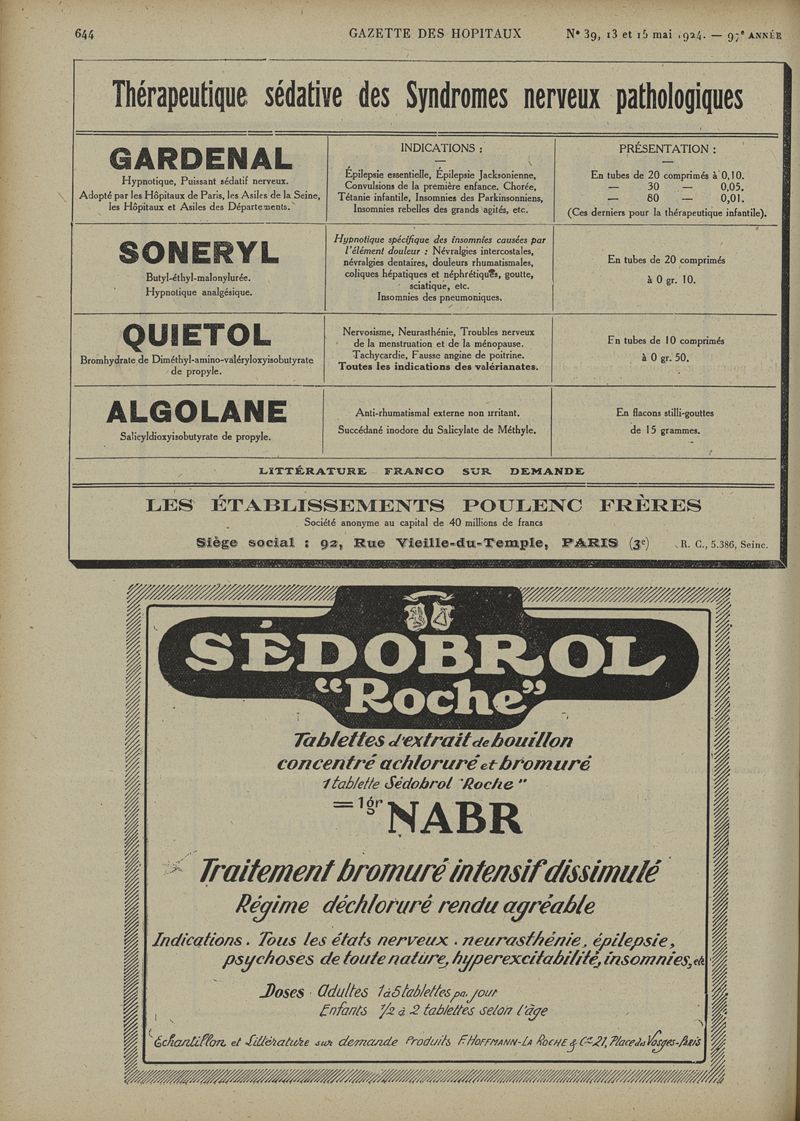 644 GAZETTE DES HOPITAUX N° 39, 13 et 15 mai 1924. — 97e ANNÉE
Thérapeutique sédative des Syndromes nerveux pathologiques
GARDENAL
Hypnotique, Puissant sédatif nerveux.
Adopté par les Hôpitaux de Paris, les Asiles de la Seine,
les Hôpitaux et Asiles des Départements.
INDICATIONS :
—
Épilepsie essentielle, Épilepsie Jacksonienne,
Convulsions de la première enfance. Chorée,
Tétanie infantile, Insomnies des Parkinsonniens,
Insomnies rebelles des grands agités, etc.
PRÉSENTATION :
—
En tubes de 20 comprimés à 0,10.
— 30 — 0,05.
— 80 — 0,01.
(Ces derniers pour la thérapeutique infantile).
SONERYL
Butyl-éthyl-malonylurée.
Hypnotique analgésique.
Hypnotique spécifique des insomnies causées par
l'élément douleur : Névralgies intercostales,
névralgies dentaires, douleurs rhumatismales,
coliques hépatiques et néphrétiques, goutte,
sciatique, etc.
Insomnies des pneumoniques.
En tubes de 20 comprimés
à 0 gr. 10.
QUIETOL
Bromhydrate de Diméthyl-amino-valéryloxyisobutyrate
de propyle.
Nervosisme, Neurasthénie, Troubles nerveux
de la menstruation et de la ménopause.
Tachycardie, Fausse angine de poitrine.
Toutes les indications des valérianates.
En tubes de 10 comprimés
à 0 gr. 50.
ALGOLANE
Salicyldioxyisobutyrate de propyle.
Anti-rhumatismal externe non irritant.
Succédané inodore du Salicylate de Méthyle.
En flacons stilli-gouttes
de 15 grammes.
LITTÉRATURE FRANCO SUR DEMANDE
LES ÉTABLISSEMENTS POULENC FRÈRES
Société anonyme au capital de 40 millions de francs
Siège social : 92, Rue Vieille-du-Temple, PARIS (3e) R. C., 5.386, Seine.
SÉDOBROL
"Roche"
Tablettes d'extrait de bouillon
concentré achloruré et bromuré
1 tablette Sédobrol "Roche"
= 1gr NABR
Traitement bromuré intensif dissimulé
Régime déchloruré rendu agréable
Indications. Tous les états nerveux. neurasthénie, épilepsie,
psychoses de toute nature, hyperexcitabilité, insomnies, etc
Doses Adultes 1 à 5 tablettes par jour
Enfants 1/2 à 2 tablettes selon l'âge
Échantillon et Littérature sur demande Produits F. HOFFMANN-LA ROCHE & Cie 21, Place des Vosges-Paris